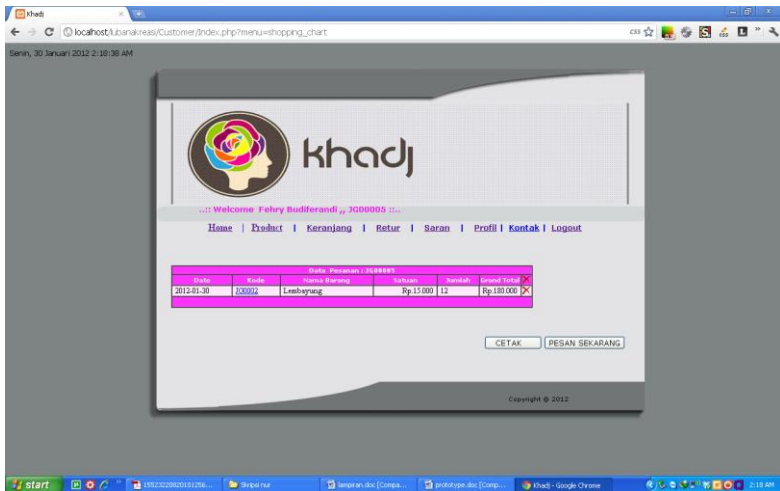 Khadj
localhost/lubanakreasi/Customer/Index.php?menu=shopping_chart
css
Senin, 30 Januari 2012 2:18:38 AM
khadj
..:: Welcome Fehry Budiferandi ,, JG00005 ::..
Home | Product | Keranjang | Retur | Saran | Profil | Kontak | Logout
Data Pesanan : JG00005
Date Kode Nama Barang Satuan Jumlah Grand Total
2012-01-30 JG0002 Lembayung Rp.15.000 12 Rp.180.000
CETAK PESAN SEKARANG
Copyright @ 2012
start Skripsi nur lampiran.doc [Compa... prototype.doc [Comp... Khadj - Google Chrome 2:18 AM